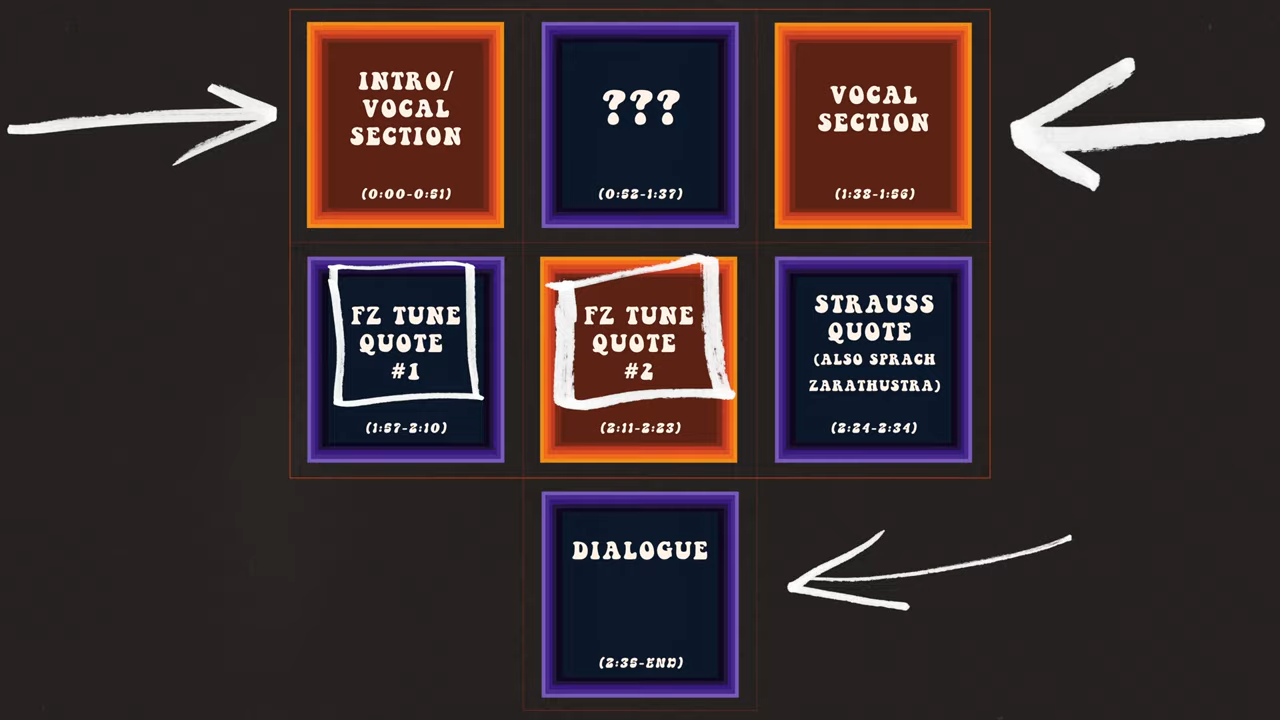 INTRO/
VOCAL
SECTION
(0:00-0:51)
???
(0:52-1:37)
VOCAL
SECTION
(1:38-1:56)
FZ TUNE
QUOTE
#1
(1:57-2:10)
FZ TUNE
QUOTE
#2
(2:11-2:23)
STRAUSS
QUOTE
(ALSO SPRACH
ZARATHUSTRA)
(2:24-2:34)
DIALOGUE
(2:35-END)